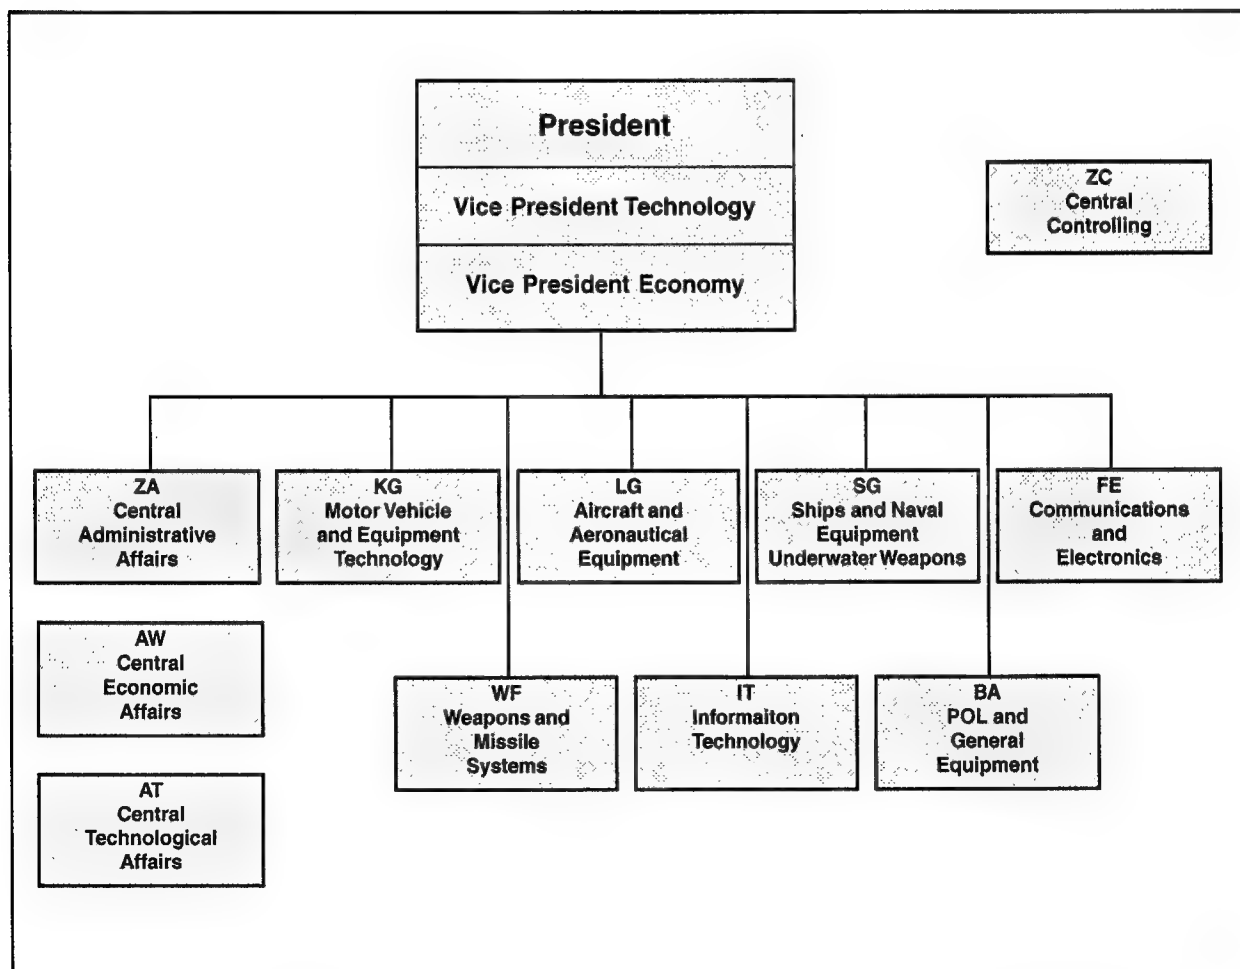 President
Vice President Technology
Vice President Economy
ZC
Central
Controlling
ZA
Central
Administrative
Affairs
KG
Motor Vehicle
and Equipment
Technology
LG
Aircraft and
Aeronautical
Equipment
SG
Ships and Naval
Equipment
Underwater Weapons
FE
Communications
and
Electronics
AW
Central
Economic
Affairs
WF
Weapons and
Missile
Systems
IT
Informaiton
Technology
BA
POL and
General
Equipment
AT
Central
Technological
Affairs